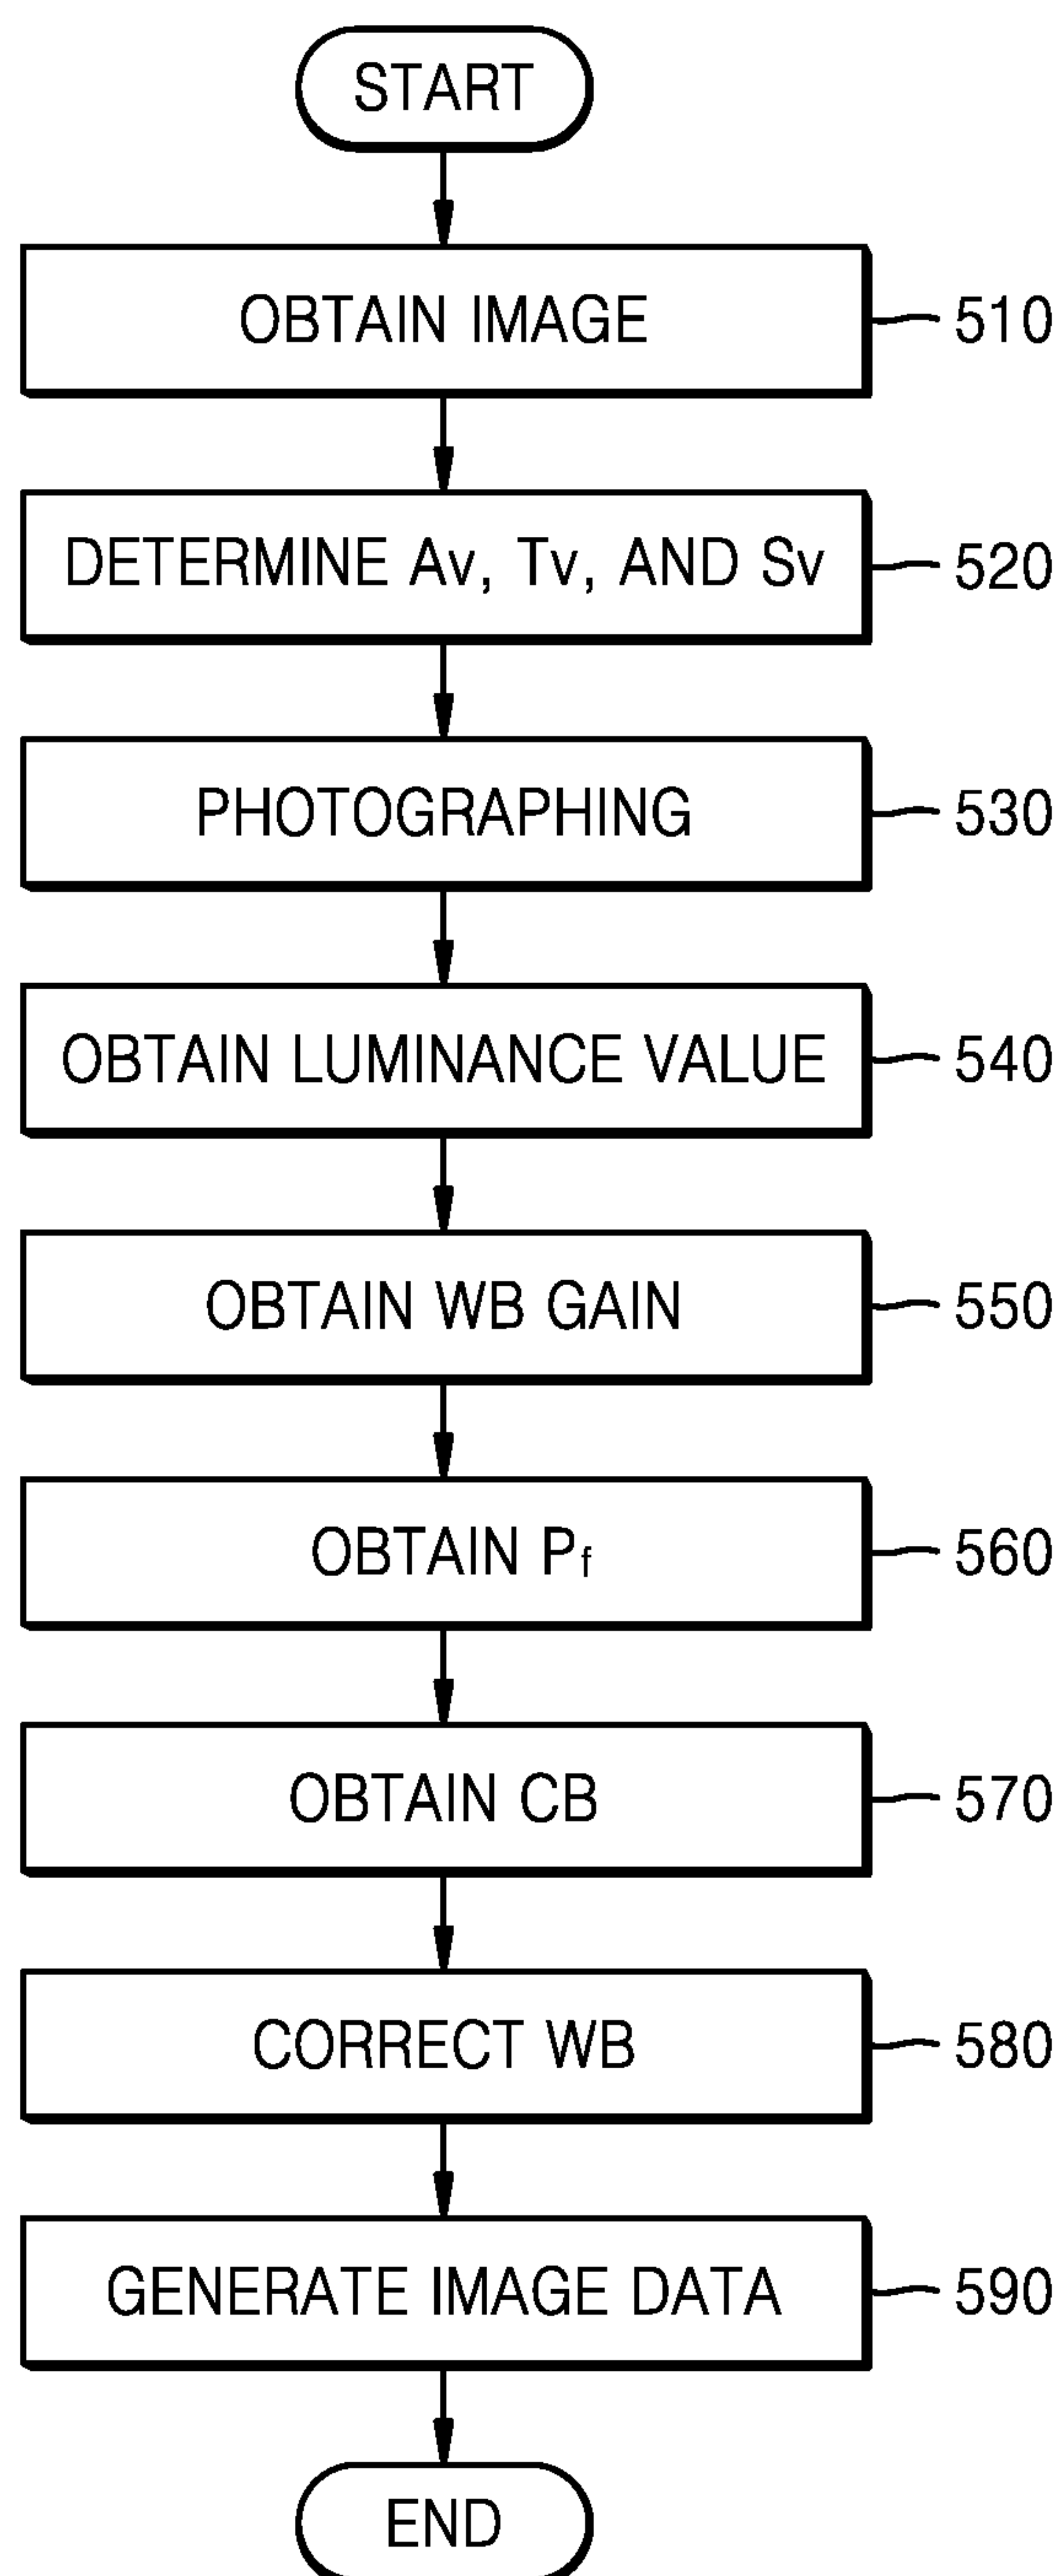 START
OBTAIN IMAGE 510
DETERMINE Av, Tv, AND Sv 520
PHOTOGRAPHING 530
OBTAIN LUMINANCE VALUE 540
OBTAIN WB GAIN 550
OBTAIN Pf 560
OBTAIN CB 570
CORRECT WB 580
GENERATE IMAGE DATA 590
END